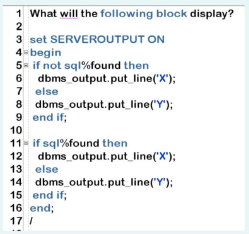 1 What will the following block display?
2
3 set SERVEROUTPUT ON
4 begin
5 if not sql%found then
6 dbms_output.put_line('X');
7 else
8 dbms_output.put_line('Y');
9 end if;
10
11 if sql%found then
12 dbms_output.put_line('X');
13 else
14 dbms_output.put_line('Y');
15 end if;
16 end;
17 /